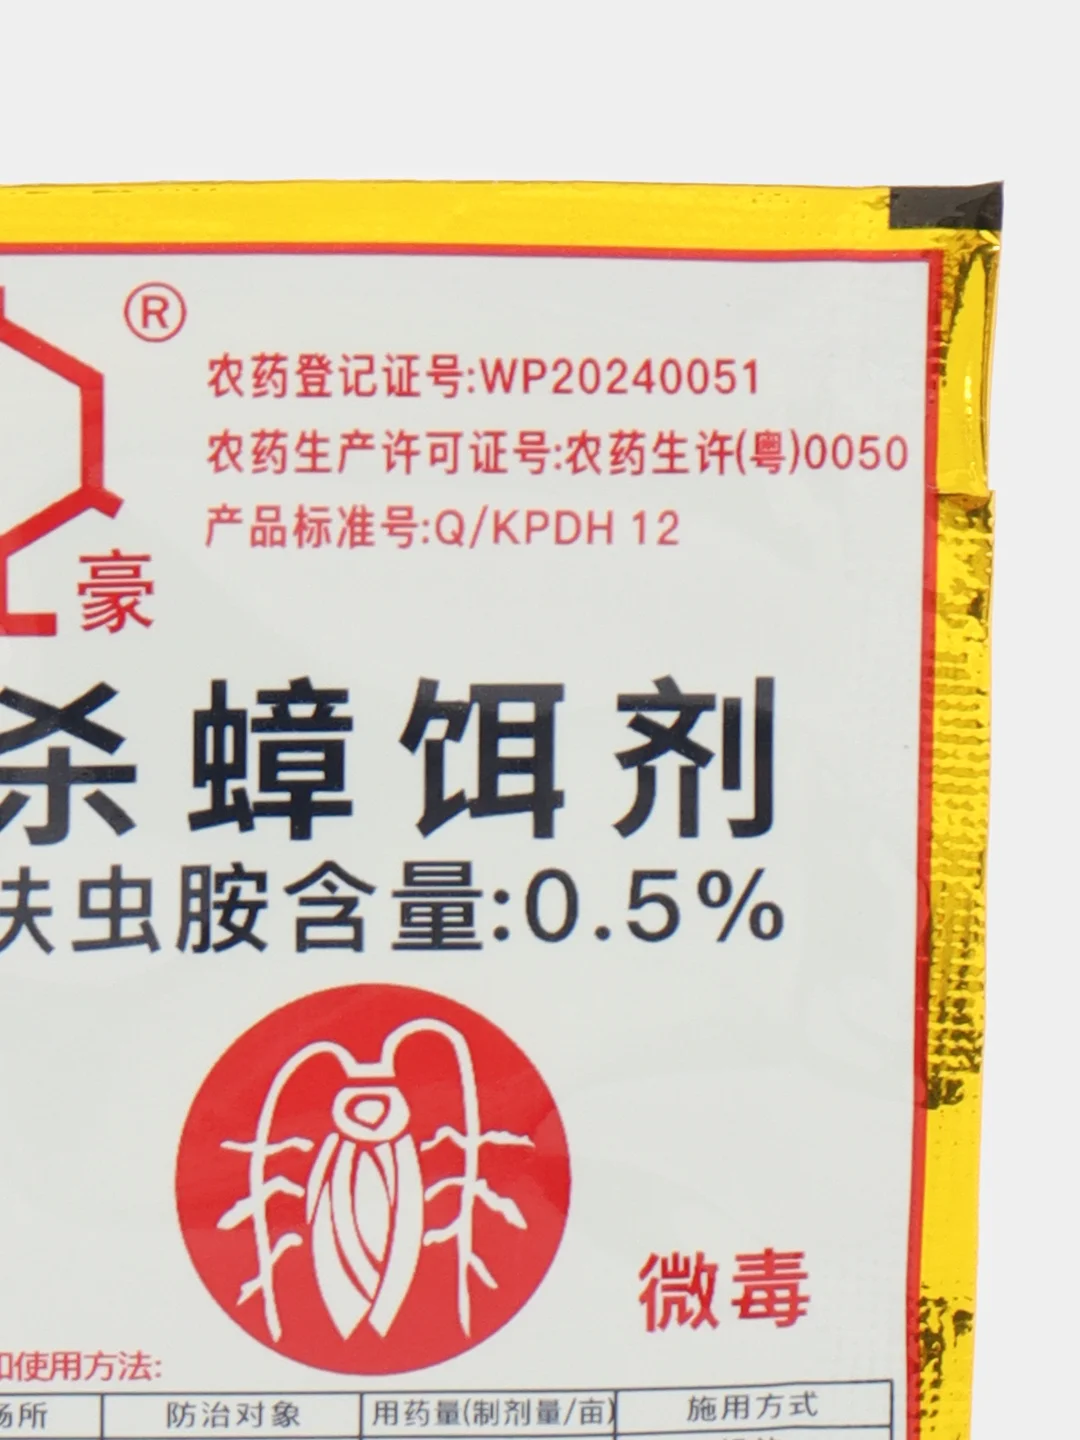 ®
农药登记证号:WP20240051
农药生产许可证号:农药生许(粤)0050
产品标准号:Q/KPDH 12
豪
杀蟑饵剂
呋虫胺含量:0.5%
微毒
和使用方法:
场所 防治对象 用药量(制剂量/亩) 施用方式